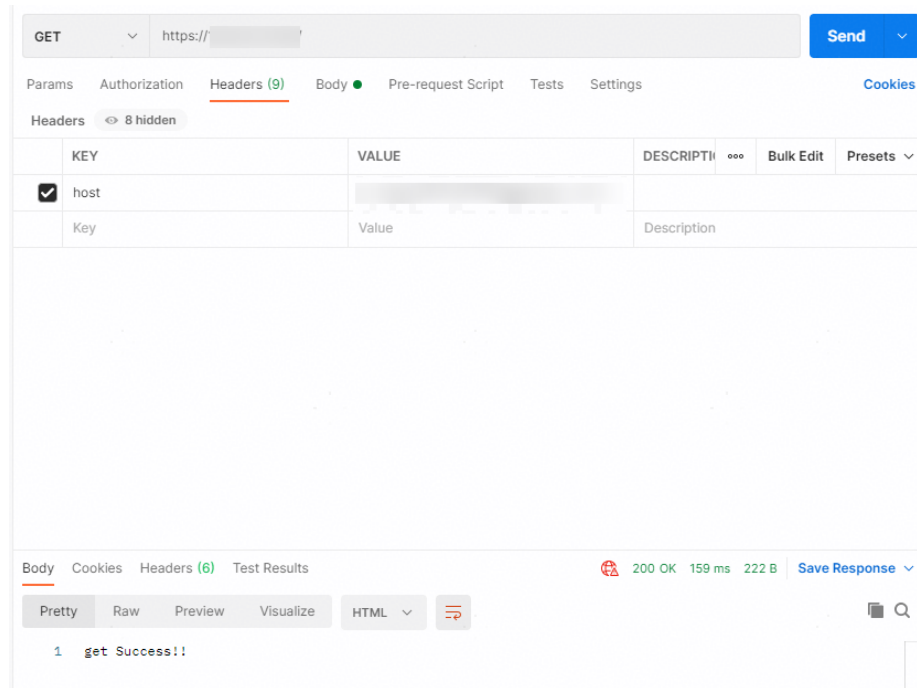 GET https:// Send
Params Authorization Headers (9) Body Pre-request Script Tests Settings Cookies
Headers 8 hidden
KEY VALUE DESCRIPTI ooo Bulk Edit Presets
host
Key Value Description
Body Cookies Headers (6) Test Results 200 OK 159 ms 222 B Save Response
Pretty Raw Preview Visualize HTML
1 get Success!!